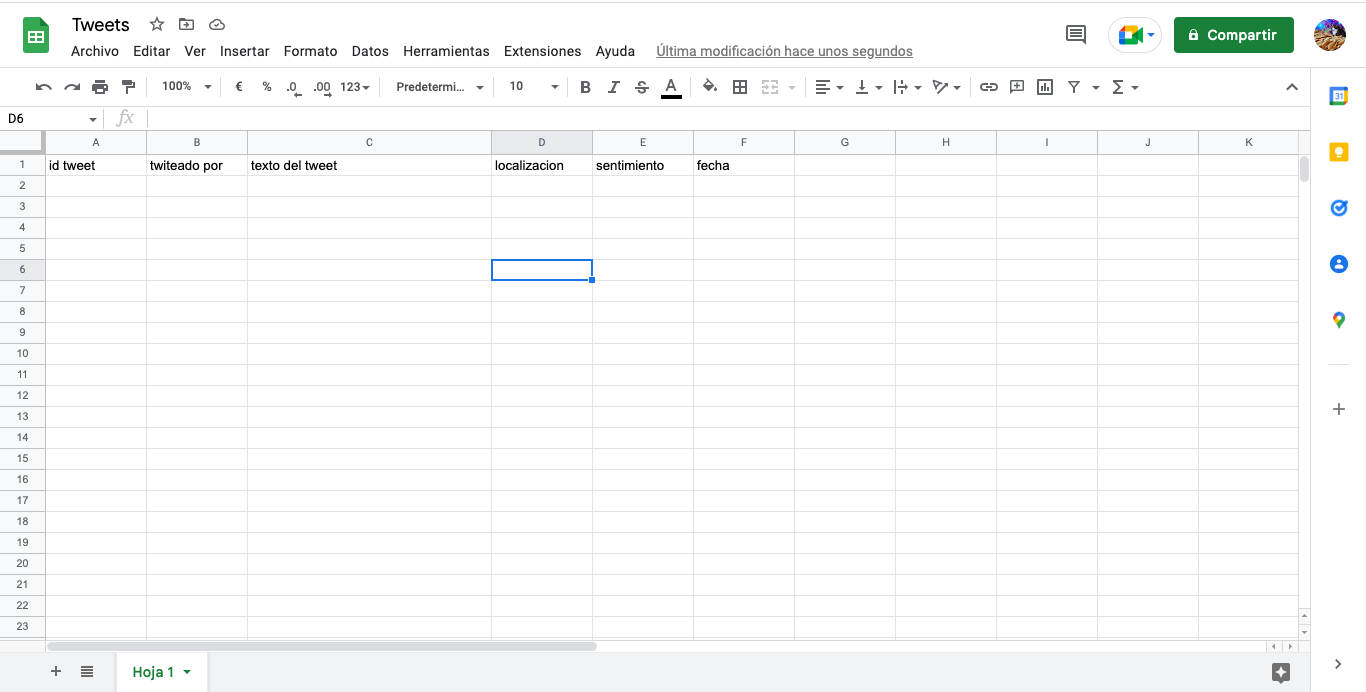 Tweets
Archivo Editar Ver Insertar Formato Datos Herramientas Extensiones Ayuda Última modificación hace unos segundos
Compartir
100% € % .0 .00 123 Predetermi... 10 B I S A
31
D6 fx
A B C D E F G H I J K
1 id tweet twiteado por texto del tweet localizacion sentimiento fecha
2
3
4
5
6
7
8
9
10
11
12
13
14
15
16
17
18
19
20
21
22
23
Hoja 1